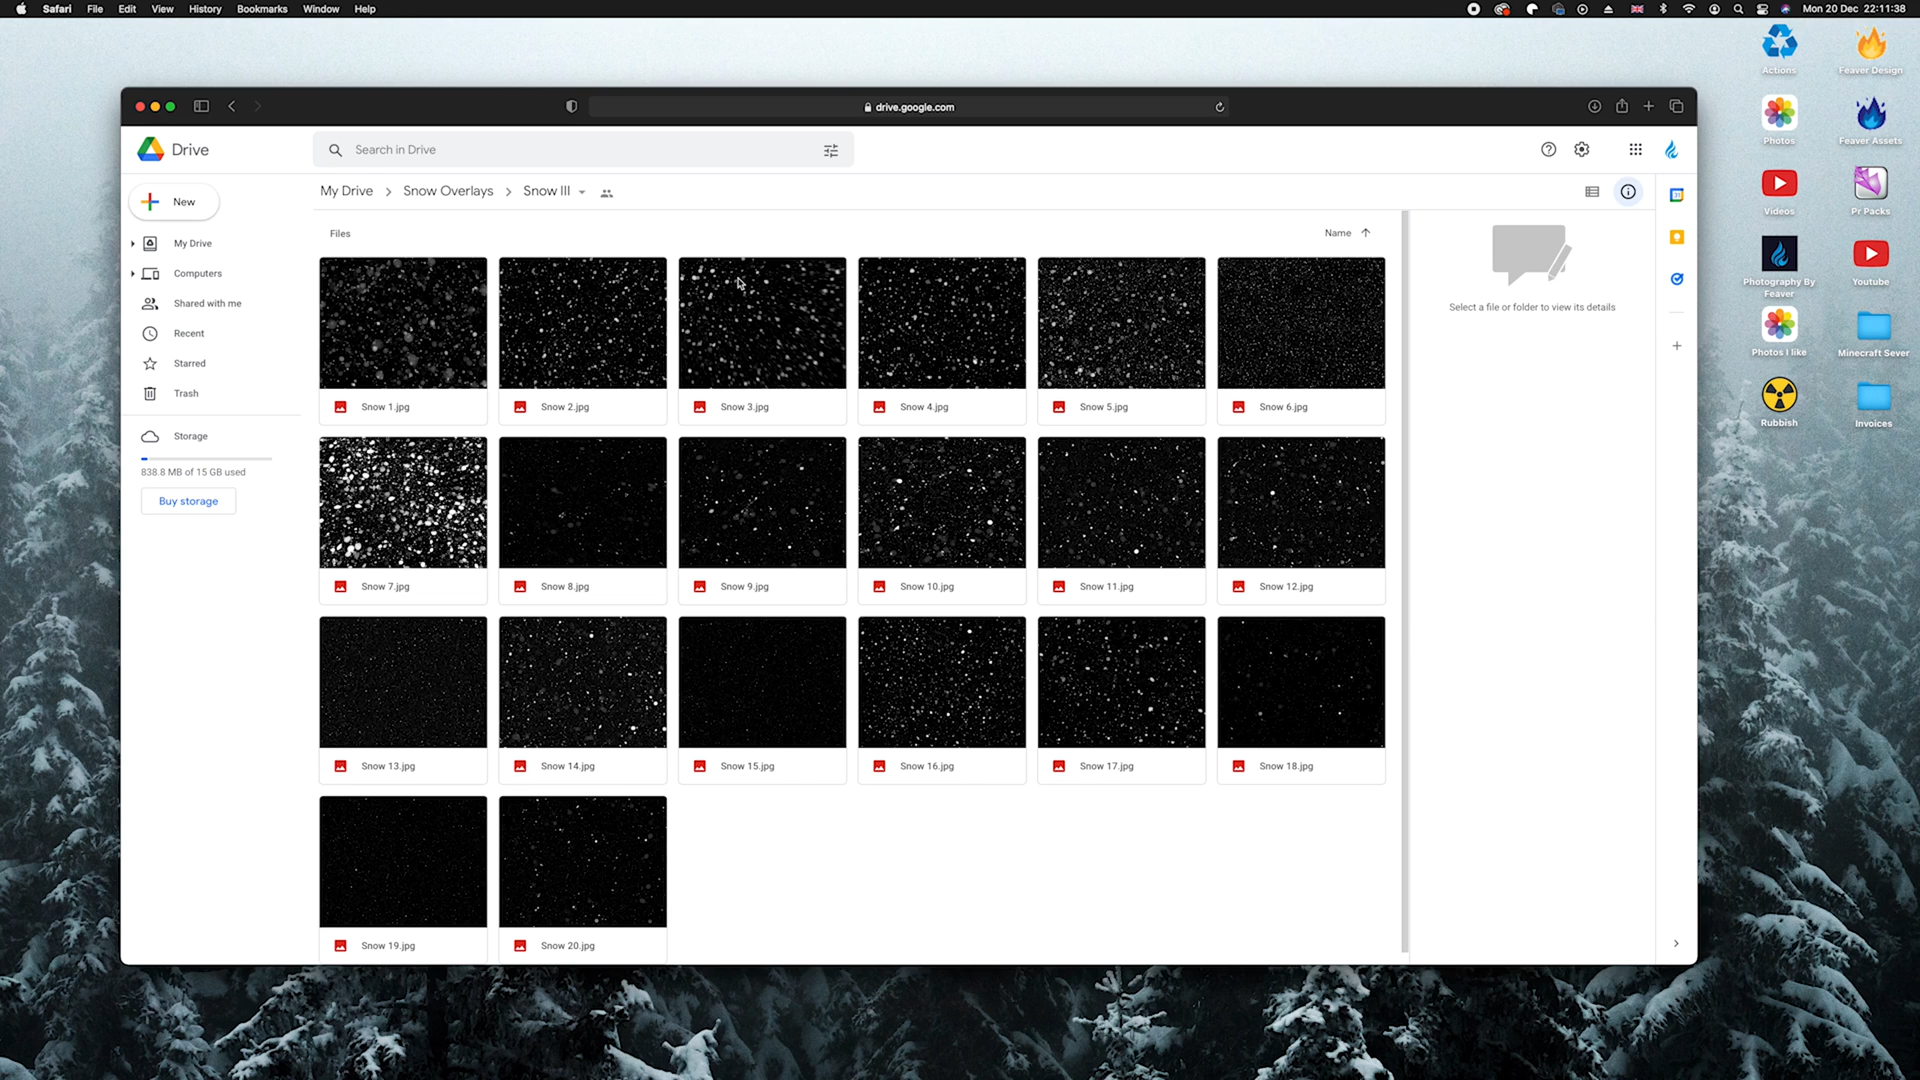 Safari File Edit View History Bookmarks Window Help
Mon 20 Dec 22:11:38
Actions
Feaver Design
Photos
Feaver Assets
Videos
Pr Packs
Photography By
Feaver
Youtube
Photos I like
Minecraft Sever
Rubbish
Invoices
drive.google.com
Drive
Search in Drive
New
My Drive
Computers
Shared with me
Recent
Starred
Trash
Storage
838.8 MB of 15 GB used
Buy storage
My Drive > Snow Overlays > Snow III
Files
Name
Snow 1.jpg
Snow 2.jpg
Snow 3.jpg
Snow 4.jpg
Snow 5.jpg
Snow 6.jpg
Snow 7.jpg
Snow 8.jpg
Snow 9.jpg
Snow 10.jpg
Snow 11.jpg
Snow 12.jpg
Snow 13.jpg
Snow 14.jpg
Snow 15.jpg
Snow 16.jpg
Snow 17.jpg
Snow 18.jpg
Snow 19.jpg
Snow 20.jpg
Select a file or folder to view its details